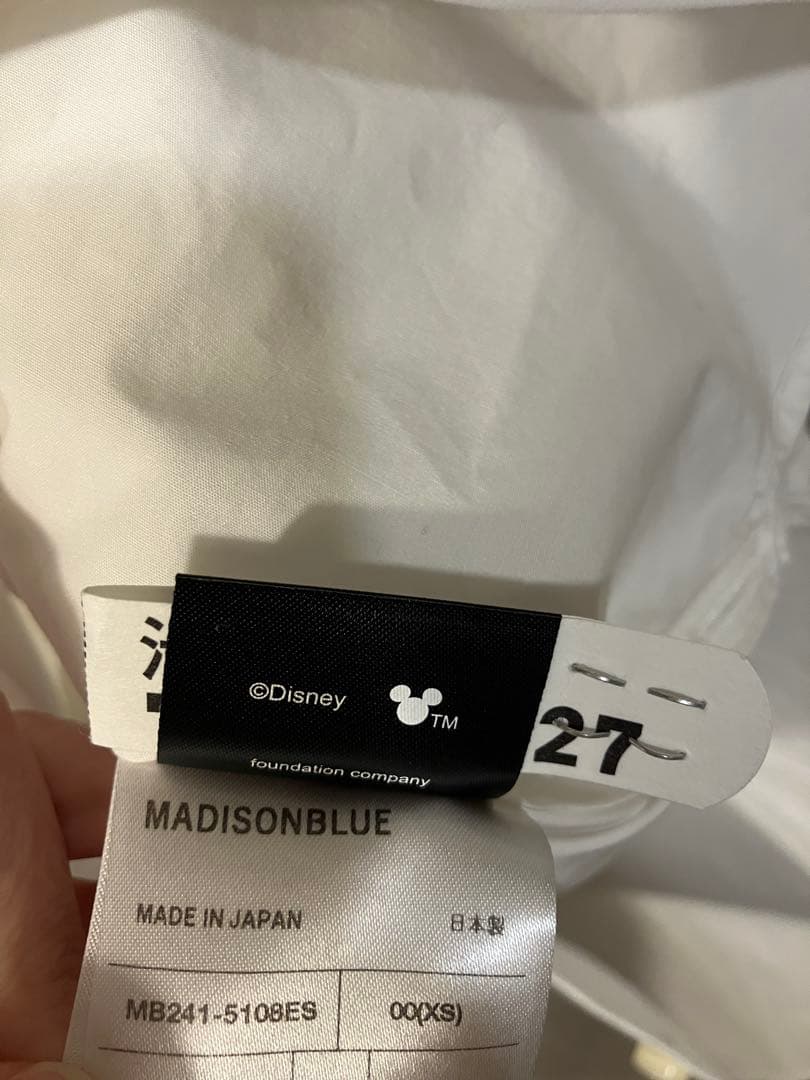 ©Disney TM
27
foundation company
MADISONBLUE
MADE IN JAPAN 日本製
MB241-5108ES 00(XS)